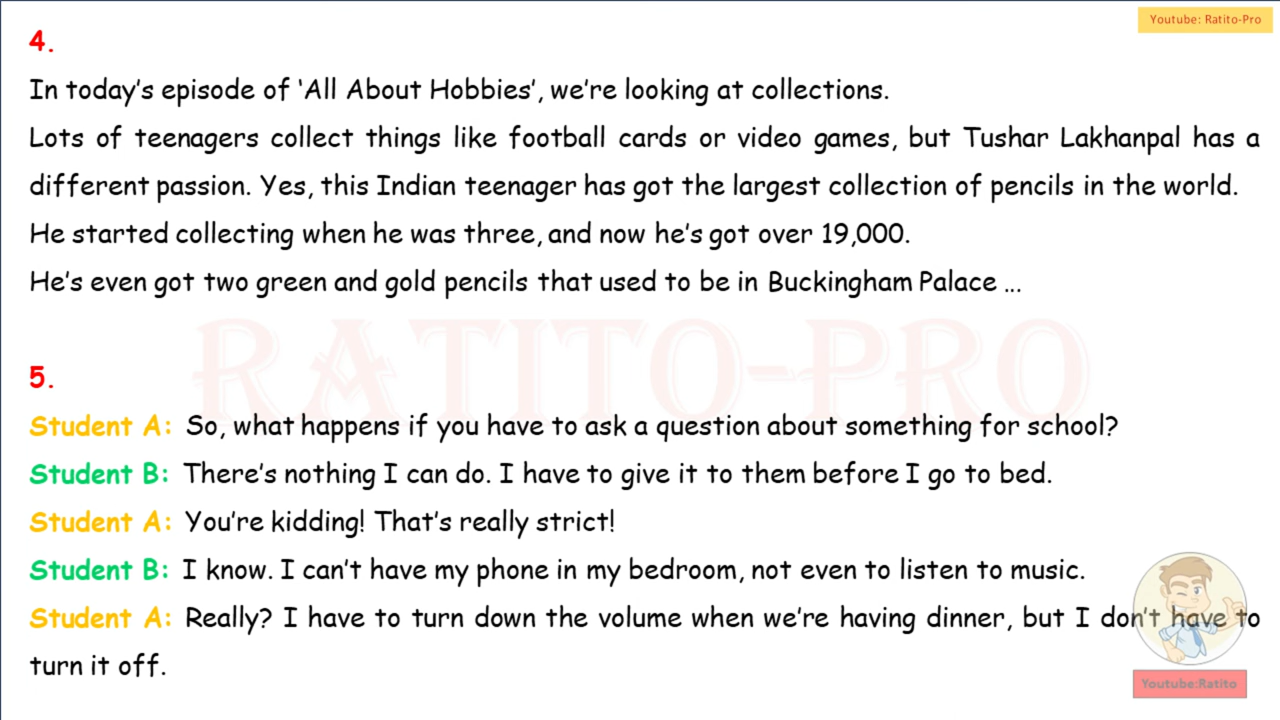 Youtube: Ratito-Pro
4.
In today’s episode of ‘All About Hobbies’, we’re looking at collections.
Lots of teenagers collect things like football cards or video games, but Tushar Lakhanpal has a
different passion. Yes, this Indian teenager has got the largest collection of pencils in the world.
He started collecting when he was three, and now he’s got over 19,000.
He’s even got two green and gold pencils that used to be in Buckingham Palace ...
RATITO-PRO
5.
Student A: So, what happens if you have to ask a question about something for school?
Student B: There’s nothing I can do. I have to give it to them before I go to bed.
Student A: You’re kidding! That’s really strict!
Student B: I know. I can’t have my phone in my bedroom, not even to listen to music.
Student A: Really? I have to turn down the volume when we’re having dinner, but I don’t have to
turn it off.
Youtube:Ratito